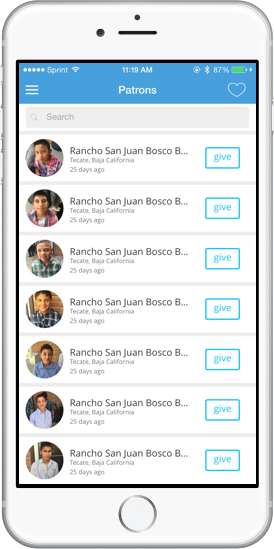 Sprint 11:19 AM 87%
Patrons
Search
Rancho San Juan Bosco B...
Tecate, Baja California
25 days ago
give
Rancho San Juan Bosco B...
Tecate, Baja California
25 days ago
give
Rancho San Juan Bosco B...
Tecate, Baja California
25 days ago
give
Rancho San Juan Bosco B...
Tecate, Baja California
25 days ago
give
Rancho San Juan Bosco B...
Tecate, Baja California
25 days ago
give
Rancho San Juan Bosco B...
Tecate, Baja California
25 days ago
give
Rancho San Juan Bosco B...
Tecate, Baja California
25 days ago
give